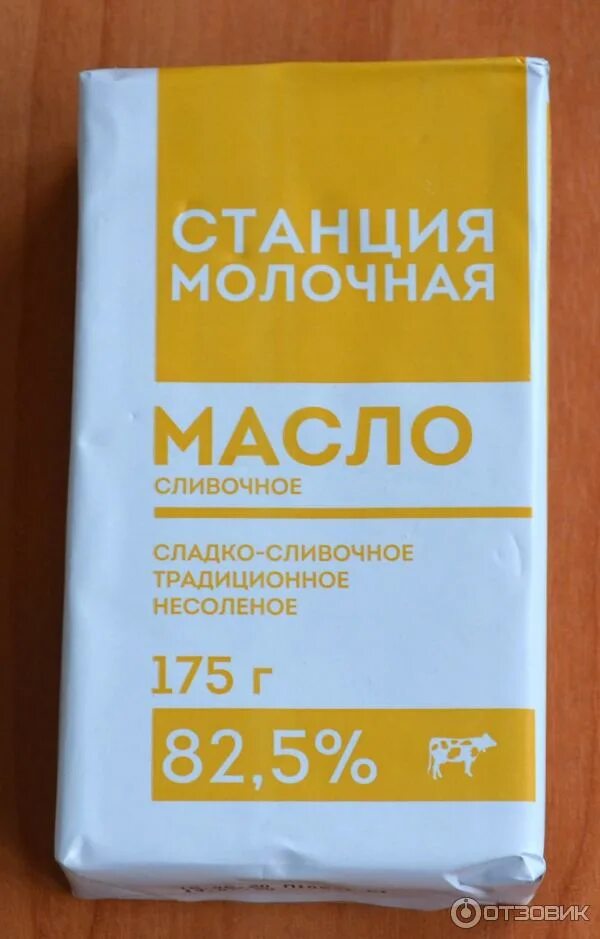 СТАНЦИЯ
МОЛОЧНАЯ
МАСЛО
СЛИВОЧНОЕ
СЛАДКО-СЛИВОЧНОЕ
ТРАДИЦИОННОЕ
НЕСОЛЕНОЕ
175 г
82,5%
ОТЗОВИК